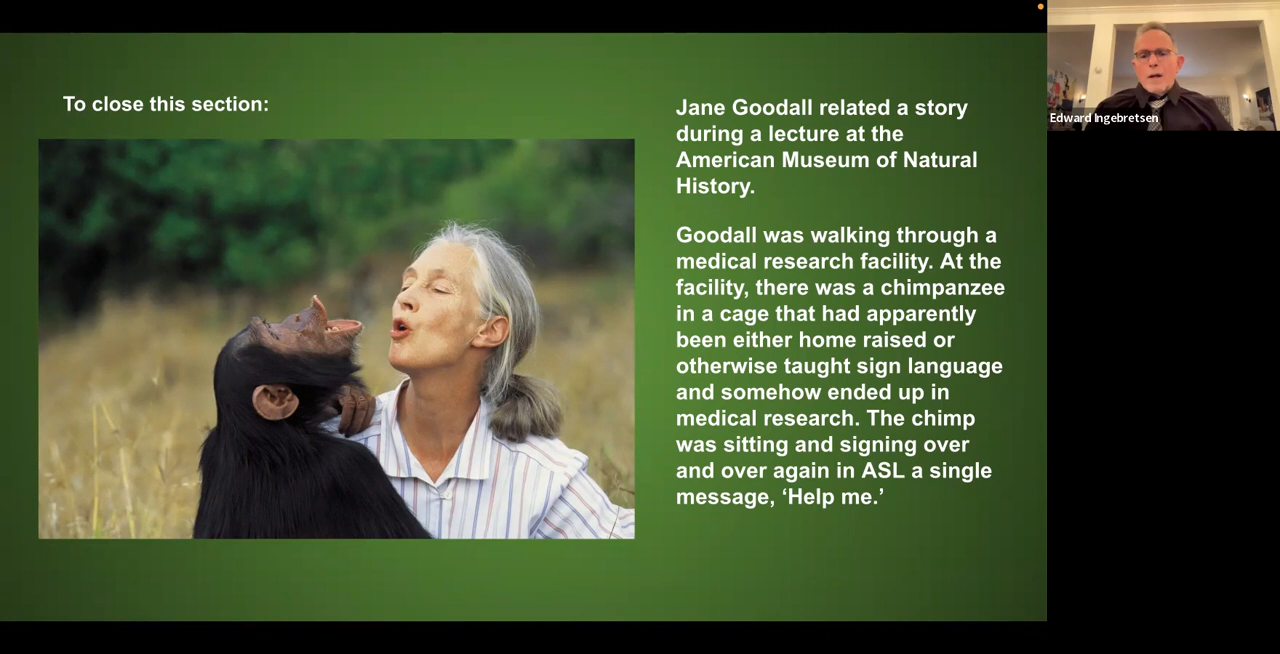 To close this section:
Jane Goodall related a story
during a lecture at the
American Museum of Natural
History.
Goodall was walking through a
medical research facility. At the
facility, there was a chimpanzee
in a cage that had apparently
been either home raised or
otherwise taught sign language
and somehow ended up in
medical research. The chimp
was sitting and signing over
and over again in ASL a single
message, ‘Help me.’
Edward Ingebretsen